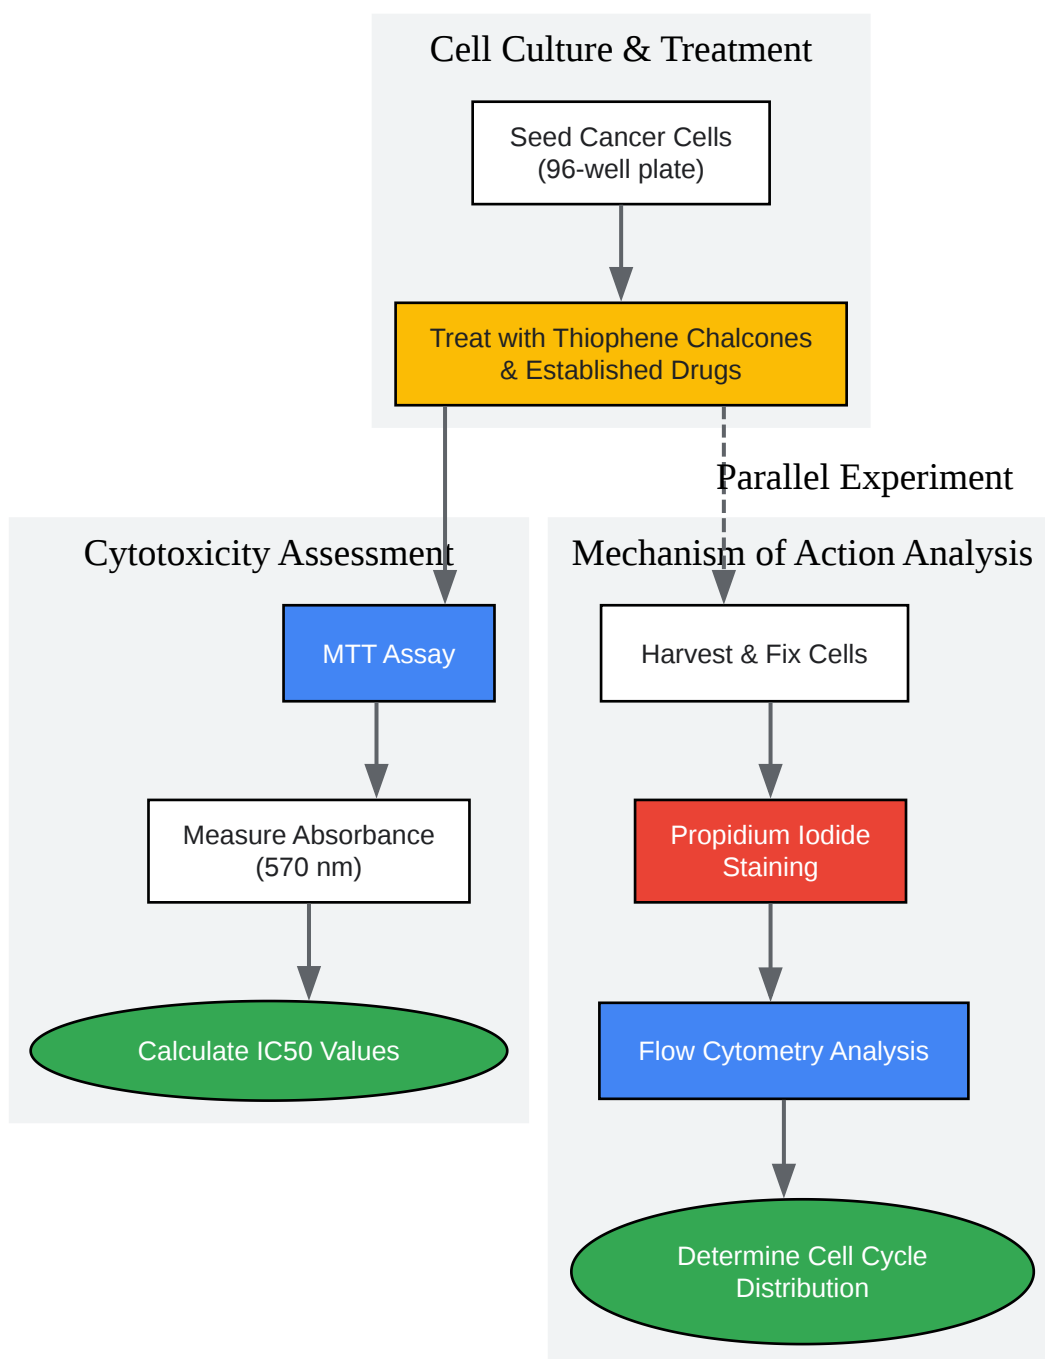 Cell Culture & Treatment
Seed Cancer Cells
(96-well plate)
Treat with Thiophene Chalcones
& Established Drugs
Parallel Experiment
Cytotoxicity Assessment
MTT Assay
Measure Absorbance
(570 nm)
Calculate IC50 Values
Mechanism of Action Analysis
Harvest & Fix Cells
Propidium Iodide
Staining
Flow Cytometry Analysis
Determine Cell Cycle
Distribution